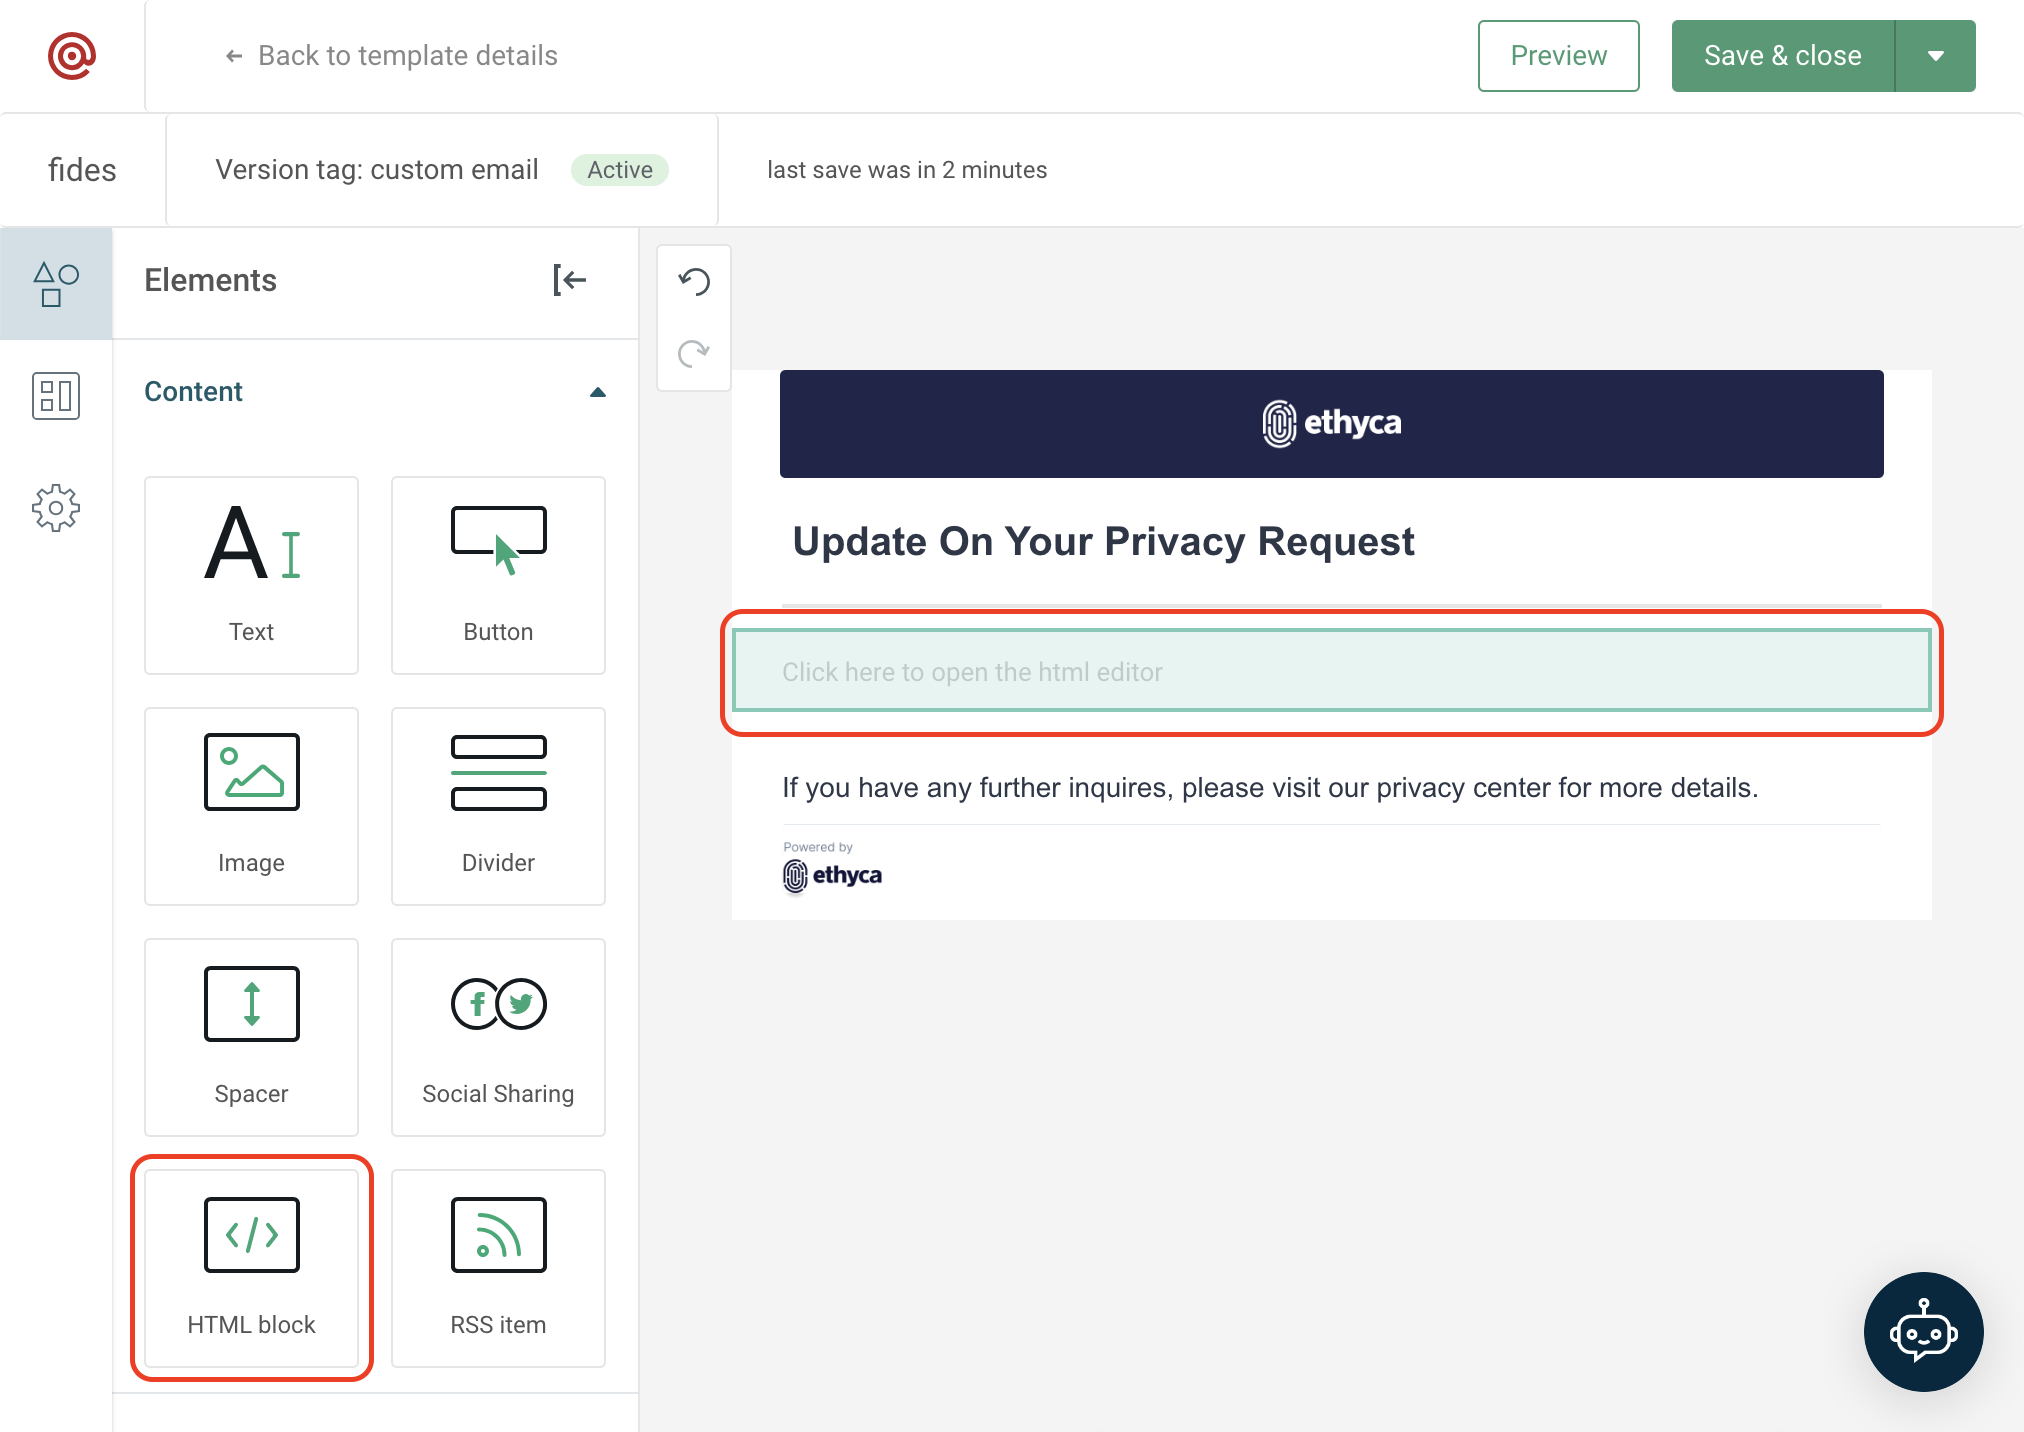 Back to template details
Preview
Save & close
fides
Version tag: custom email
Active
last save was in 2 minutes
Elements
Content
Text
Button
Image
Divider
Spacer
Social Sharing
HTML block
RSS item
ethyca
Update On Your Privacy Request
Click here to open the html editor
If you have any further inquires, please visit our privacy center for more details.
Powered by
ethyca